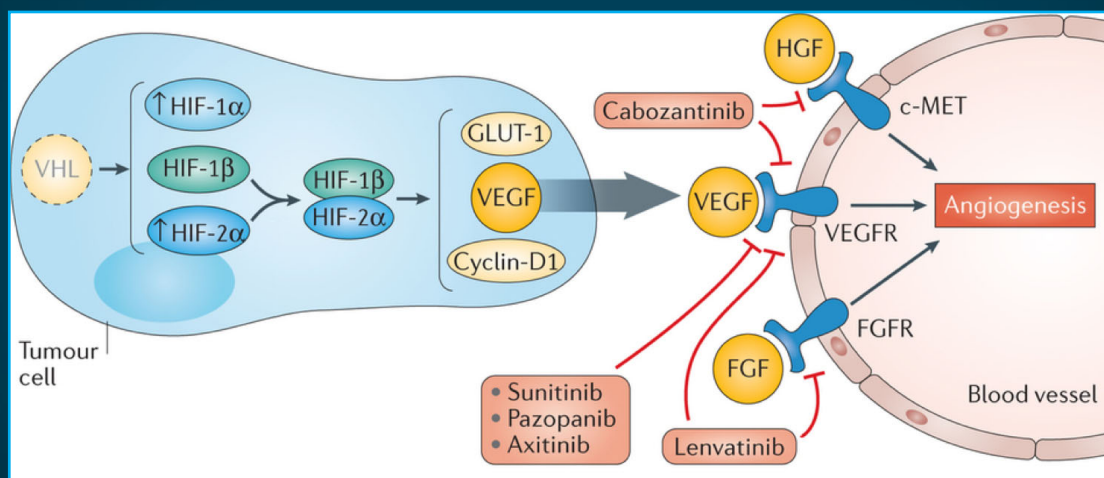 VHL
↑HIF-1α
HIF-1β
↑HIF-2α
HIF-1β
HIF-2α
GLUT-1
VEGF
Cyclin-D1
Tumour
cell
Cabozantinib
HGF
c-MET
VEGF
VEGFR
Angiogenesis
FGF
FGFR
• Sunitinib
• Pazopanib
• Axitinib
Lenvatinib
Blood vessel